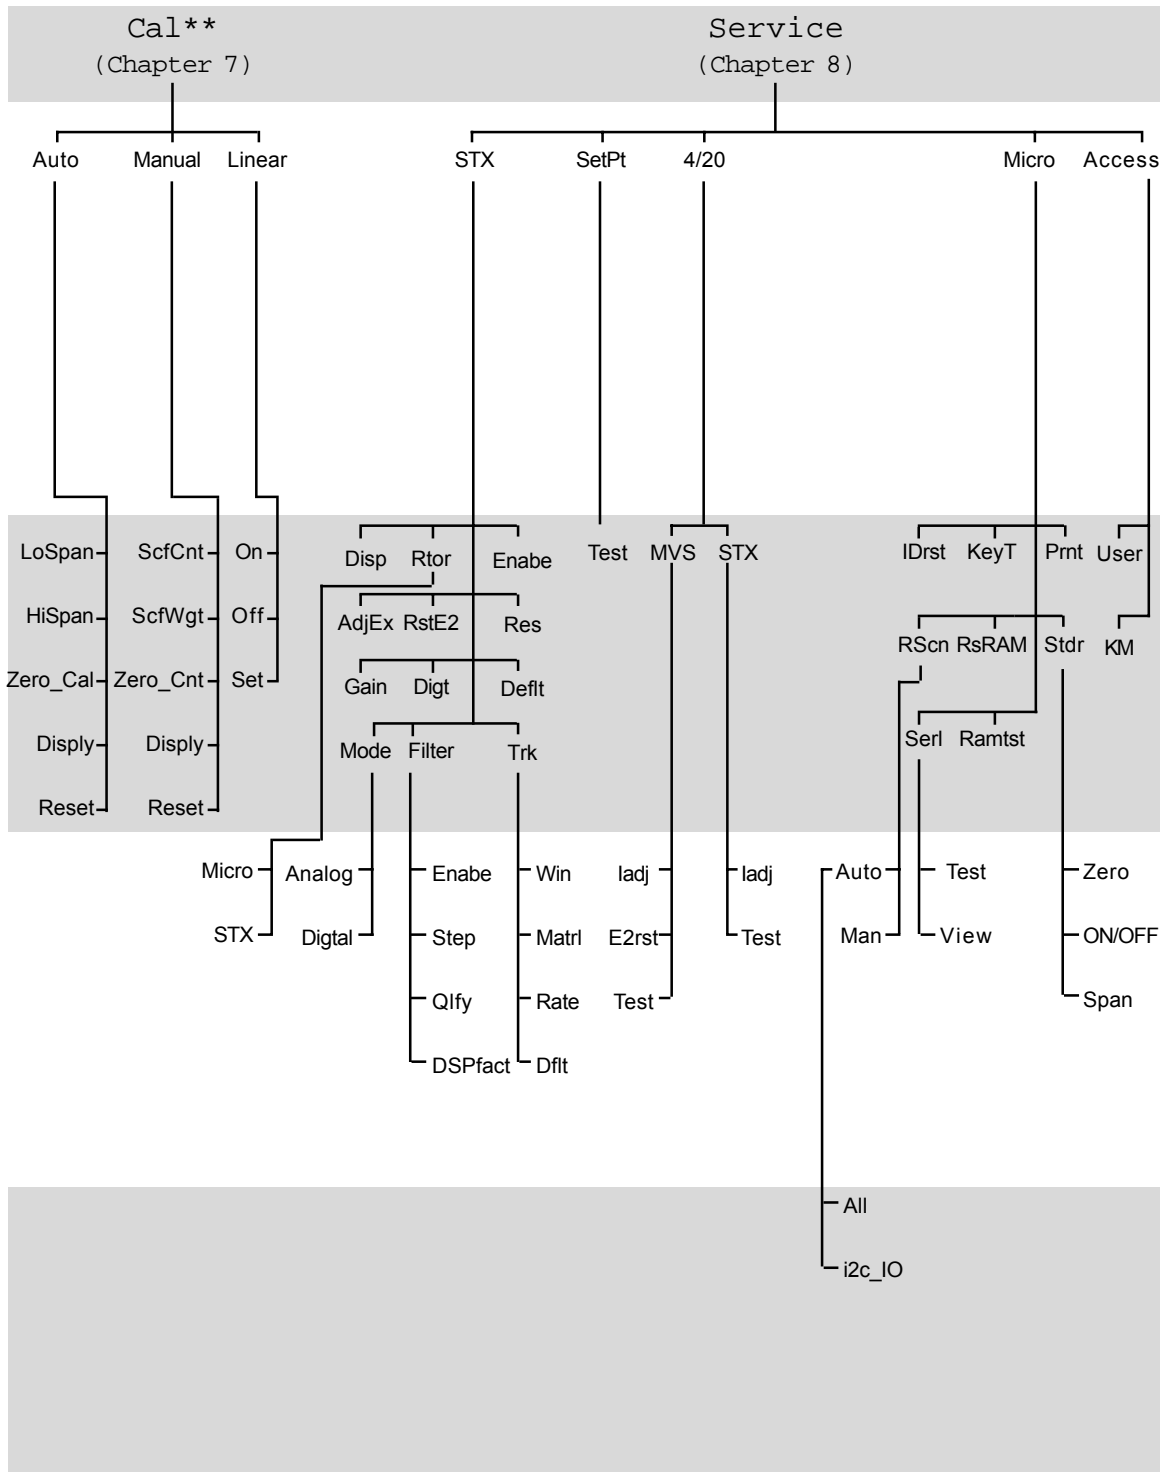 Cal** Service
(Chapter 7) (Chapter 8)
Auto Manual Linear STX SetPt 4/20 Micro Access
LoSpan ScfCnt On Disp Rtor Enabe Test MVS STX IDrst KeyT Prnt User
HiSpan ScfWgt Off AdjEx RstE2 Res RScn RsRAM Stdr KM
Zero_Cal Zero_Cnt Set Gain Digt Deflt
Disply Disply Mode Filter Trk Serl Ramtst
Reset Reset
Micro Analog Enabe Win Iadj Iadj Auto Test Zero
STX Digtal Step Matrl E2rst Test Man View ON/OFF
Qlfy Rate Test Span
DSPfact Dflt
All
i2c_IO